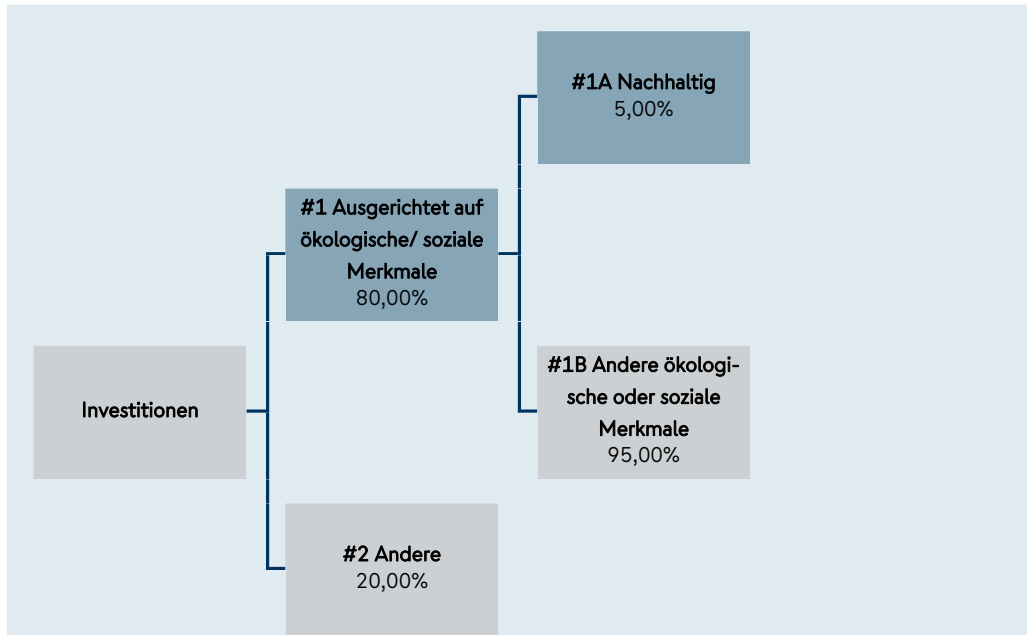 #1A Nachhaltig
5,00%
#1 Ausgerichtet auf
ökologische/ soziale
Merkmale
80,00%
Investitionen
#1B Andere ökologi-
sche oder soziale
Merkmale
95,00%
#2 Andere
20,00%